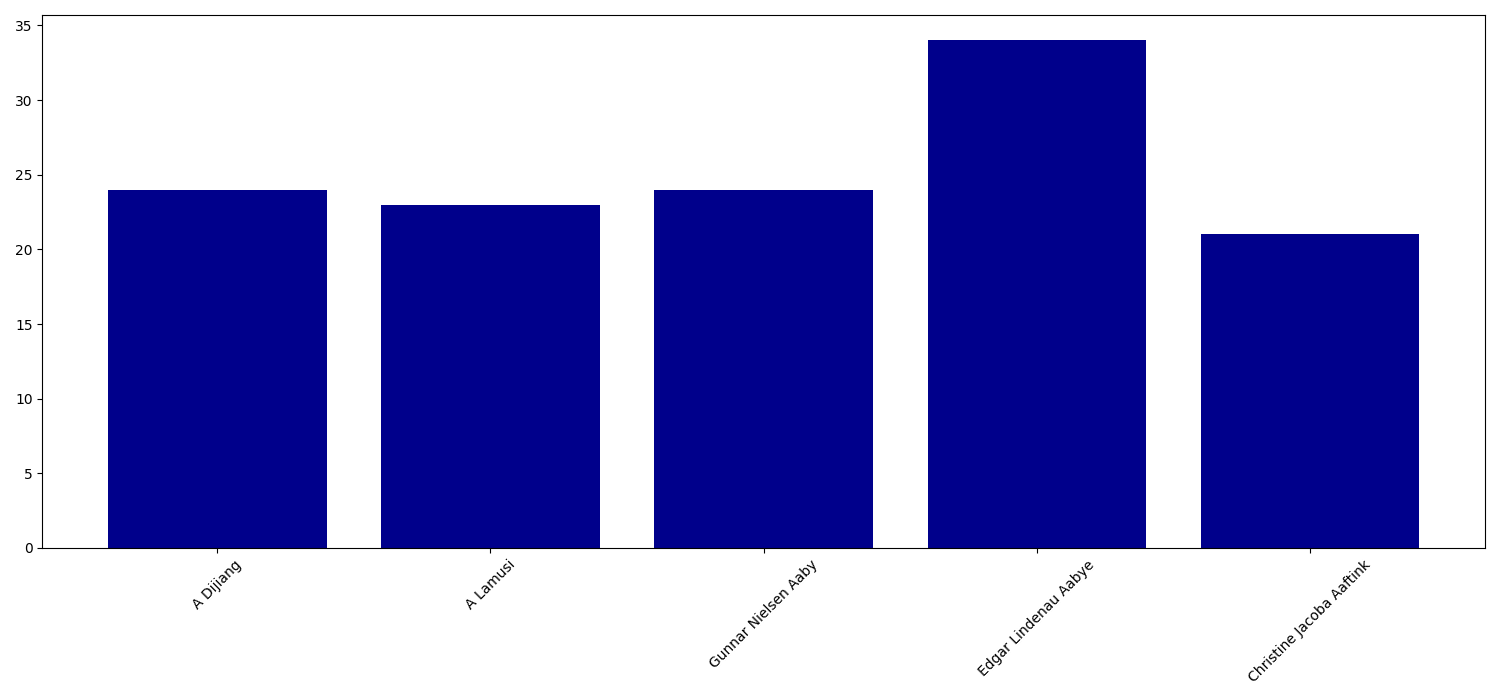 35
30
25
20
15
10
5
0
A Dijiang
A Lamusi
Gunnar Nielsen Aaby
Edgar Lindenau Aabye
Christine Jacoba Aaftink